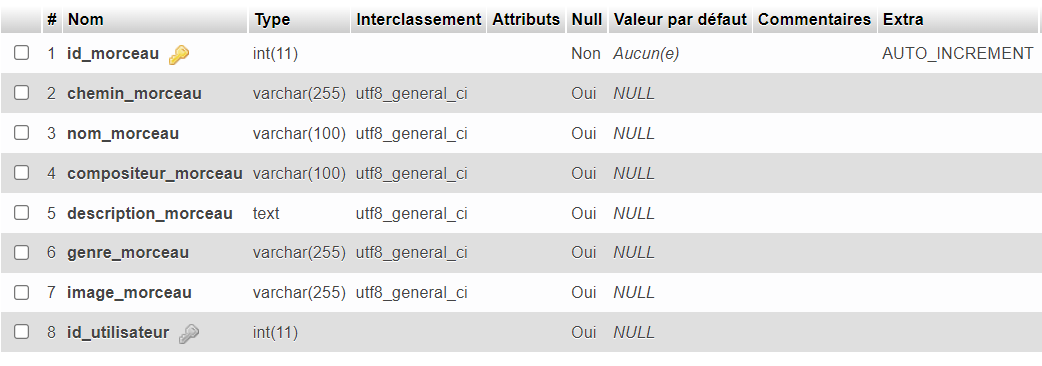 # Nom Type Interclassement Attributs Null Valeur par défaut Commentaires Extra
1 id_morceau int(11) Non Aucun(e) AUTO_INCREMENT
2 chemin_morceau varchar(255) utf8_general_ci Oui NULL
3 nom_morceau varchar(100) utf8_general_ci Oui NULL
4 compositeur_morceau varchar(100) utf8_general_ci Oui NULL
5 description_morceau text utf8_general_ci Oui NULL
6 genre_morceau varchar(255) utf8_general_ci Oui NULL
7 image_morceau varchar(255) utf8_general_ci Oui NULL
8 id_utilisateur int(11) Oui NULL